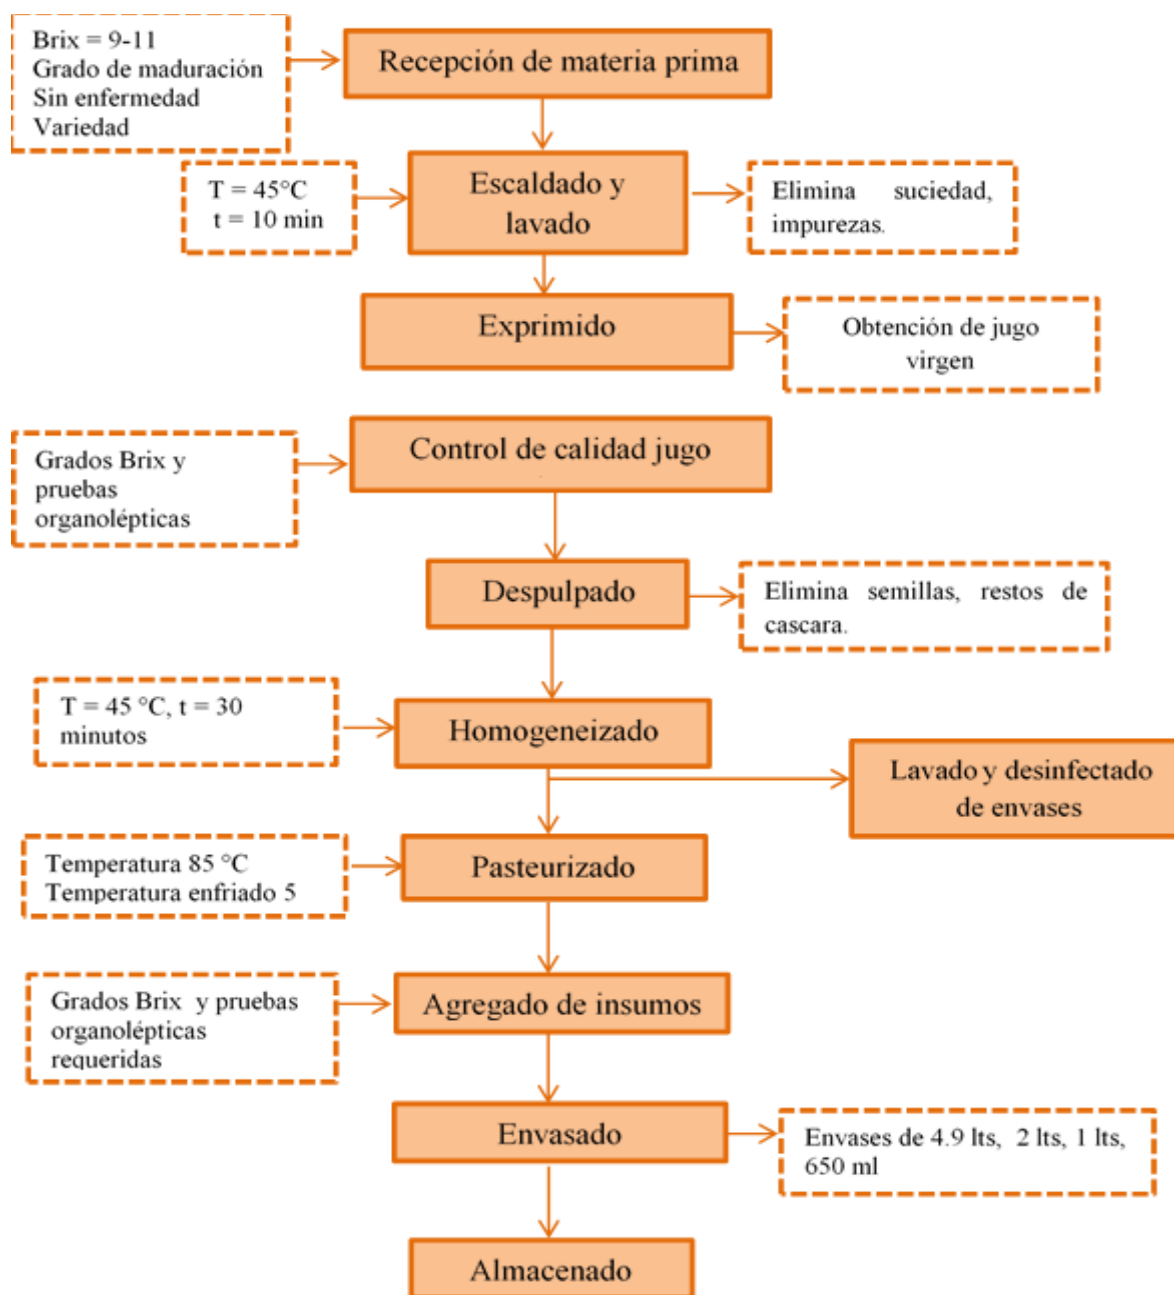 Brix = 9-11
Grado de maduración
Sin enfermedad
Variedad
Recepción de materia prima
T = 45°C
t = 10 min
Escaldado y
lavado
Elimina suciedad,
impurezas.
Exprimido
Obtención de jugo
virgen
Control de calidad jugo
Grados Brix y
pruebas
organolépticas
Despulpado
Elimina semillas, restos de
cascara.
T = 45 °C, t = 30
minutos
Homogeneizado
Lavado y desinfectado
de envases
Temperatura 85 °C
Temperatura enfriado 5
Pasteurizado
Grados Brix y pruebas
organolépticas
requeridas
Agregado de insumos
Envasado
Envases de 4.9 lts, 2 lts, 1 lts,
650 ml
Almacenado